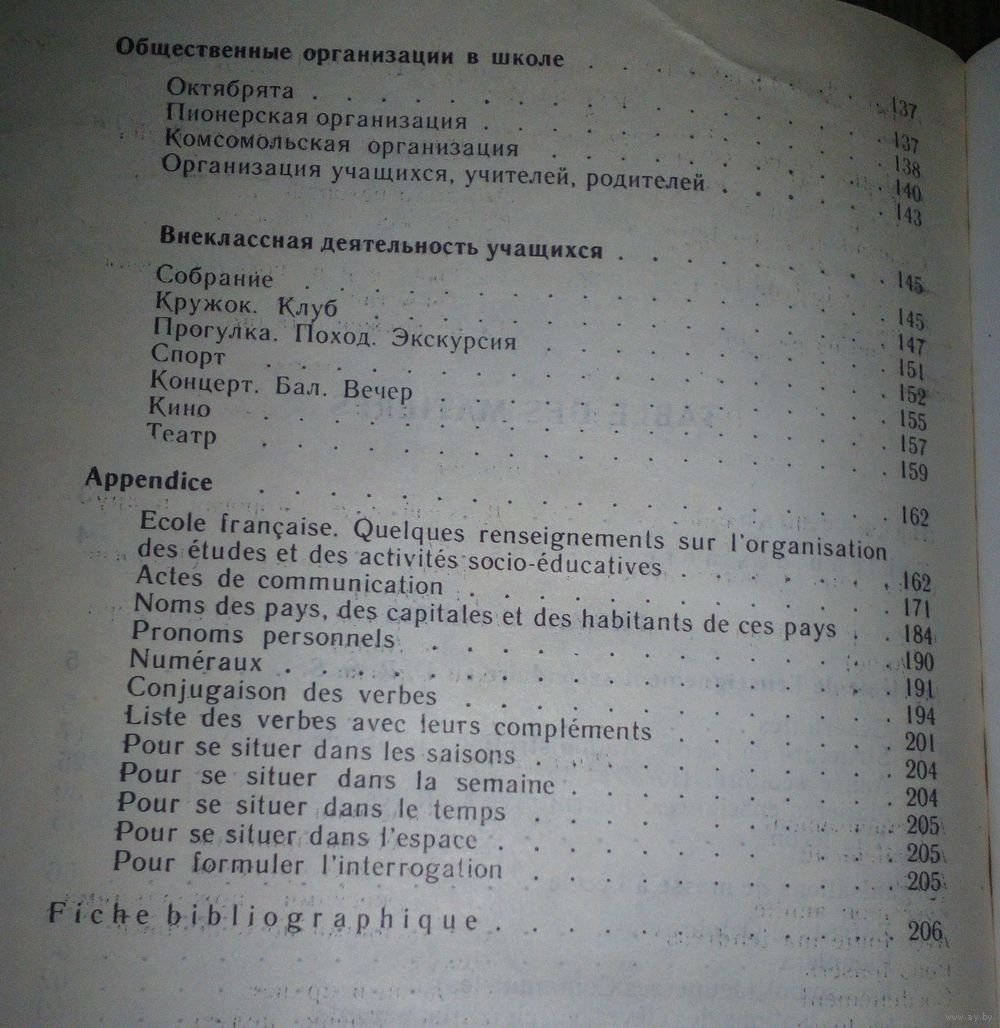 Общественные организации в школе . . . . . . . 137
Октябрята . . . . . . . . . . . . . 137
Пионерская организация . . . . . . . . . 138
Комсомольская организация . . . . . . . . 140
Организация учащихся, учителей, родителей . . . . 143
Внеклассная деятельность учащихся . . . . . . . 145
Собрание . . . . . . . . . . . . . 145
Кружок. Клуб . . . . . . . . . . . . 147
Прогулка. Поход. Экскурсия . . . . . . . . 151
Спорт . . . . . . . . . . . . . . 152
Концерт. Бал. Вечер . . . . . . . . . . 155
Кино . . . . . . . . . . . . . . 157
Театр . . . . . . . . . . . . . . 159
Appendice . . . . . . . . . . . . . 162
Ecole française. Quelques renseignements sur l'organisation
des études et des activités socio-éducatives . . . . . 162
Actes de communication . . . . . . . . . 171
Noms des pays, des capitales et des habitants de ces pays . . 184
Pronoms personnels . . . . . . . . . . 190
Numéraux . . . . . . . . . . . . . 191
Conjugaison des verbes . . . . . . . . . 194
Liste des verbes avec leurs compléments . . . . . 201
Pour se situer dans les saisons . . . . . . . . 204
Pour se situer dans la semaine . . . . . . . 204
Pour se situer dans le temps . . . . . . . . 205
Pour se situer dans l'espace . . . . . . . . 205
Pour formuler l'interrogation . . . . . . . . 205
Fiche bibliographique . . . . . . . . . . 206
www.ay.by